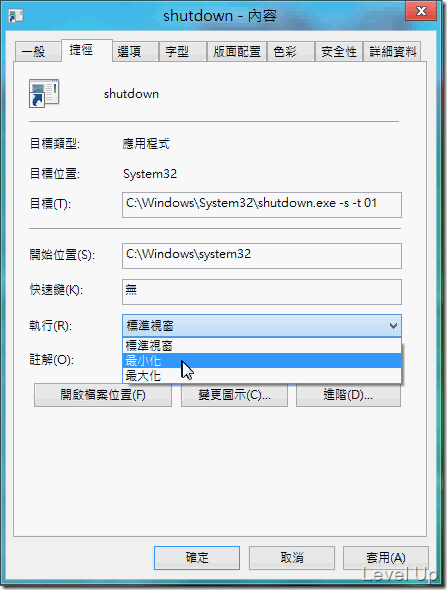 shutdown - 內容
一般 捷徑 選項 字型 版面配置 色彩 安全性 詳細資料
shutdown
目標類型: 應用程式
目標位置: System32
目標(T): C:\Windows\System32\shutdown.exe -s -t 01
開始位置(S): C:\Windows\system32
快速鍵(K): 無
執行(R): 標準視窗
標準視窗
註解(O): 最小化
最大化
開啟檔案位置(F) 變更圖示(C)... 進階(D)...
確定 取消 套用(A)
Level Up